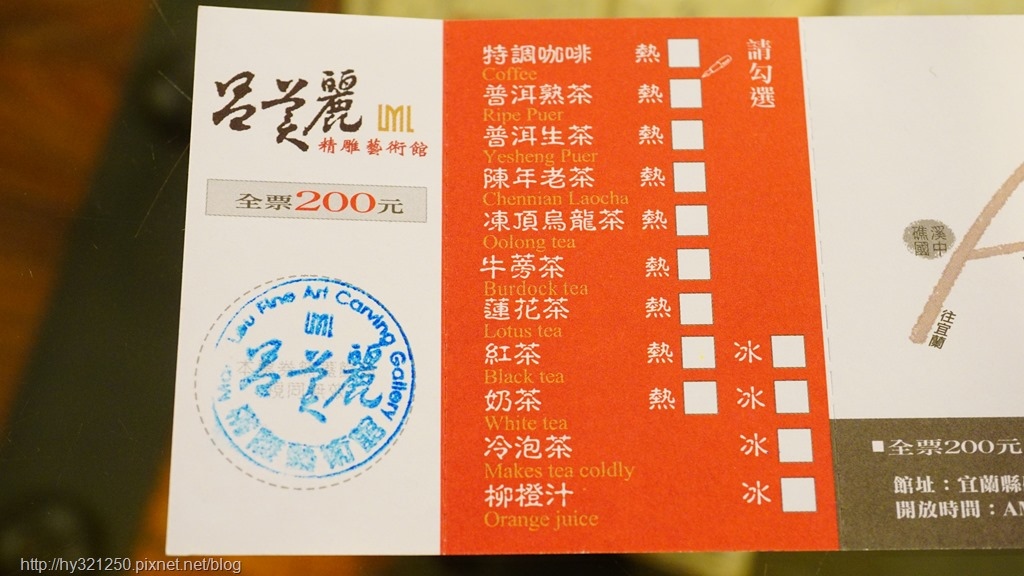 呂美麗 LML
精雕藝術館
全票200元
Leu Fine Art Carving Gallery
LML
呂美麗
請勾選
特調咖啡 熱
Coffee
普洱熟茶 熱
Ripe Puer
普洱生茶 熱
Yesheng Puer
陳年老茶 熱
Chennian Laocha
凍頂烏龍茶 熱
Oolong tea
牛蒡茶 熱
Burdock tea
蓮花茶 熱
Lotus tea
紅茶 熱 冰
Black tea
奶茶 熱 冰
White tea
冷泡茶 冰
Makes tea coldly
柳橙汁 冰
Orange juice
礁溪
國中
往宜蘭
■全票200元
館址：宜蘭縣
開放時間：AM
http://hy321250.pixnet.net/blog